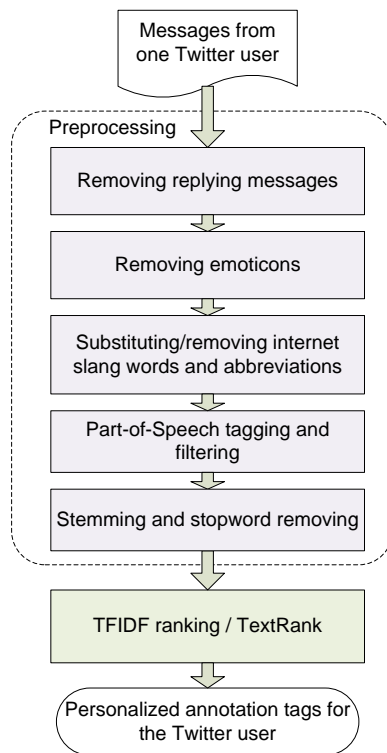 Messages from
one Twitter user
Preprocessing
Removing replying messages
Removing emoticons
Substituting/removing internet
slang words and abbreviations
Part-of-Speech tagging and
filtering
Stemming and stopword removing
TFIDF ranking / TextRank
Personalized annotation tags for
the Twitter user